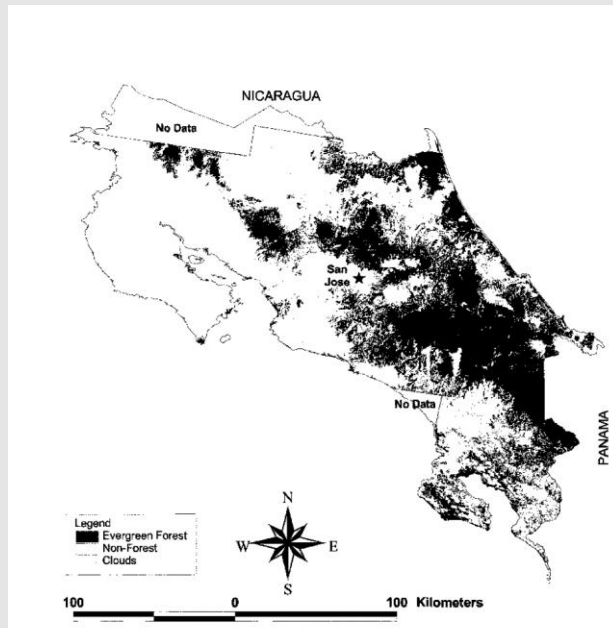 NICARAGUA
No Data
San
Jose
No Data
PANAMA
N
W E
S
Legend
Evergreen Forest
Non-Forest
Clouds
100 0 100 Kilometers